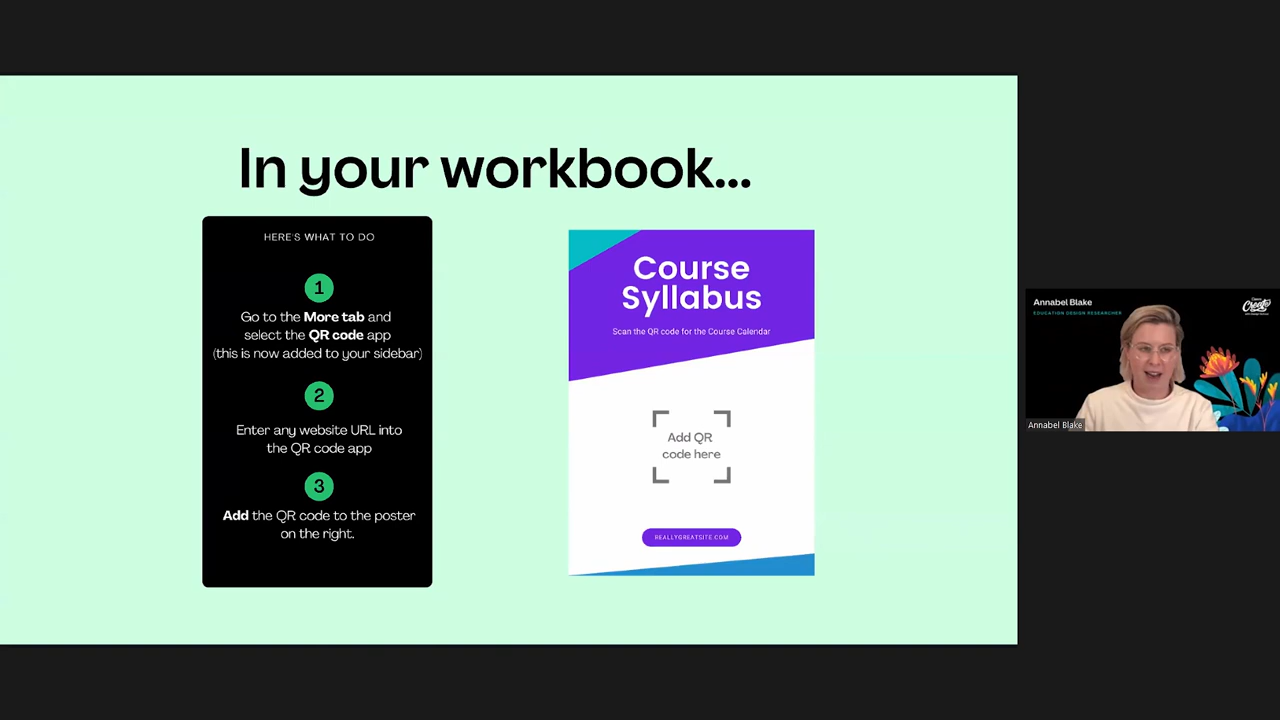 In your workbook...
HERE'S WHAT TO DO
1
Go to the More tab and
select the QR code app
(this is now added to your sidebar)
2
Enter any website URL into
the QR code app
3
Add the QR code to the poster
on the right.
Course
Syllabus
Scan the QR code for the Course Calendar
Add QR
code here
REALLYGREATSITE.COM
Annabel Blake
EDUCATION DESIGN RESEARCHER
Create
Annabel Blake